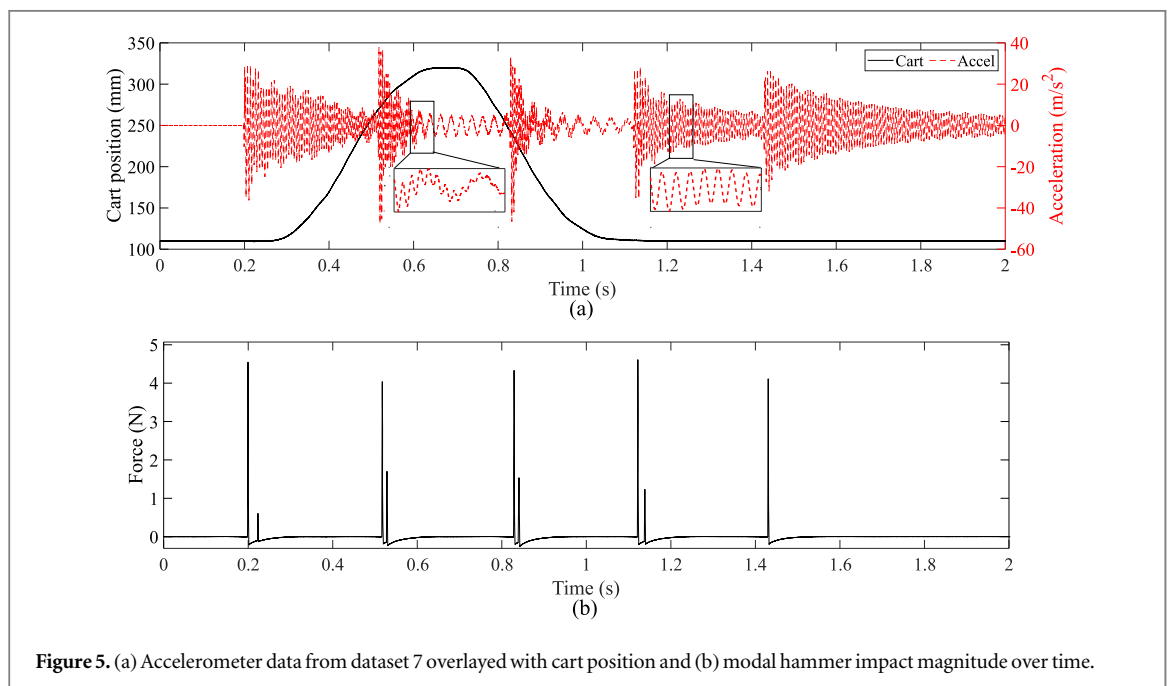 350
300
250
200
150
100
Cart position (mm)
Cart Accel
40
20
0
-20
-40
-60
Acceleration (m/s²)
0 0.2 0.4 0.6 0.8 1 1.2 1.4 1.6 1.8 2
Time (s)
(a)
5
4
3
2
1
0
Force (N)
0 0.2 0.4 0.6 0.8 1 1.2 1.4 1.6 1.8 2
Time (s)
(b)
Figure 5. (a) Accelerometer data from dataset 7 overlayed with cart position and (b) modal hammer impact magnitude over time.